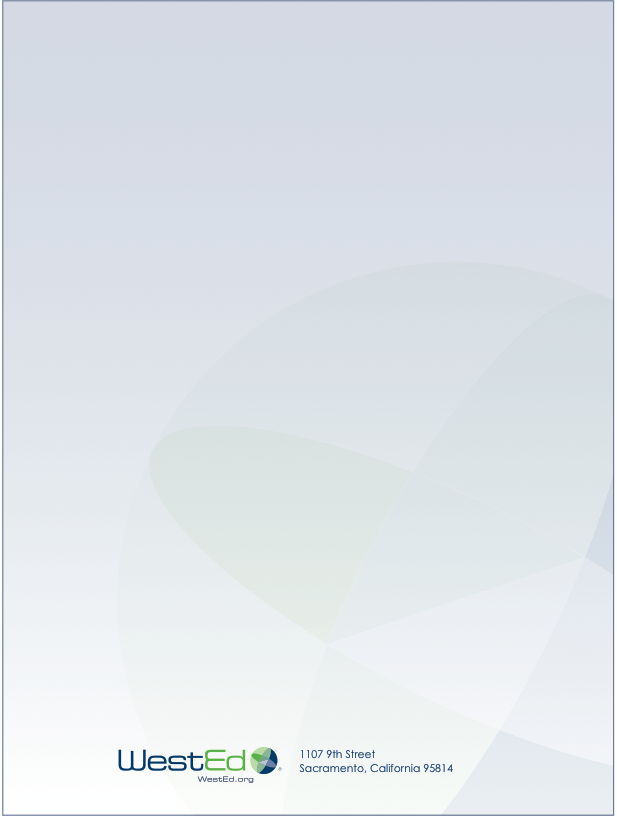 WestEd
WestEd.org
1107 9th Street
Sacramento, California 95814